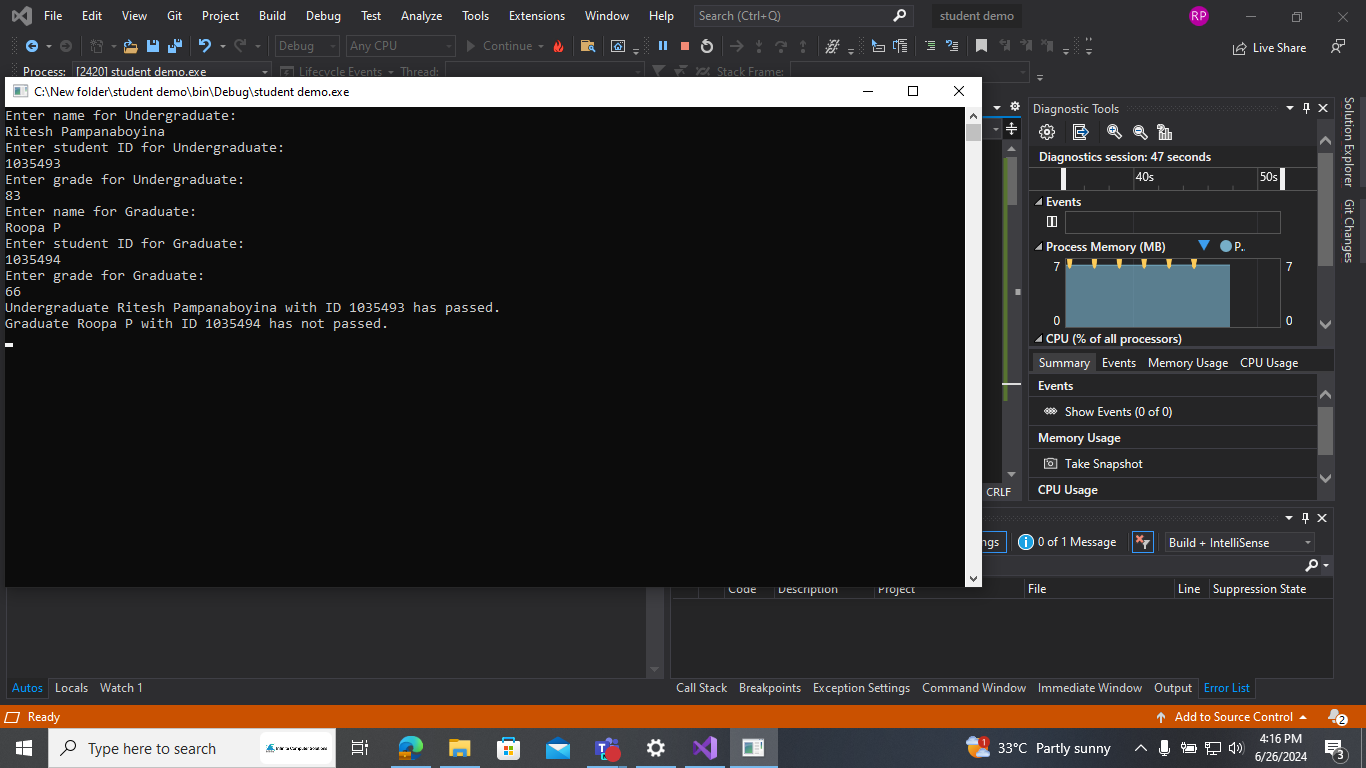 File Edit View Git Project Build Debug Test Analyze Tools Extensions Window Help Search (Ctrl+Q) student demo RP
Debug Any CPU Continue Live Share
Process: [2420] student demo.exe Lifecycle Events Thread: Stack Frame:
C:\New folder\student demo\bin\Debug\student demo.exe
Enter name for Undergraduate:
Ritesh Pampanaboyina
Enter student ID for Undergraduate:
1035493
Enter grade for Undergraduate:
83
Enter name for Graduate:
Roopa P
Enter student ID for Graduate:
1035494
Enter grade for Graduate:
66
Undergraduate Ritesh Pampanaboyina with ID 1035493 has passed.
Graduate Roopa P with ID 1035494 has not passed.
CRLF
Diagnostic Tools
Diagnostics session: 47 seconds
40s 50s
Events
Process Memory (MB) P..
7 7
0 0
CPU (% of all processors)
Summary Events Memory Usage CPU Usage
Events
Show Events (0 of 0)
Memory Usage
Take Snapshot
CPU Usage
Solution Explorer
Git Changes
ngs 0 of 1 Message Build + IntelliSense
Code Description Project File Line Suppression State
Autos Locals Watch 1
Call Stack Breakpoints Exception Settings Command Window Immediate Window Output Error List
Ready Add to Source Control 2
Type here to search Infinite Computer Solutions 1 33°C Partly sunny 4:16 PM
6/26/2024 3